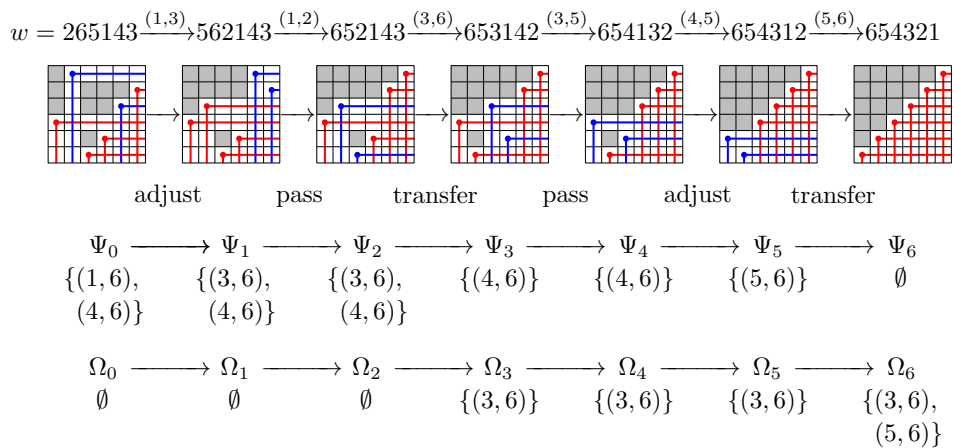 (1,3) (1,2) (3,6) (3,5) (4,5) (5,6)
w = 265143 → 562143 → 652143 → 653142 → 654132 → 654312 → 654321
→ → → → → →
adjust pass transfer pass adjust transfer
Ψ₀ → Ψ₁ → Ψ₂ → Ψ₃ → Ψ₄ → Ψ₅ → Ψ₆
{(1, 6), {(3, 6), {(3, 6), {(4, 6)} {(4, 6)} {(5, 6)} ∅
(4, 6)} (4, 6)} (4, 6)}
Ω₀ → Ω₁ → Ω₂ → Ω₃ → Ω₄ → Ω₅ → Ω₆
∅ ∅ ∅ {(3, 6)} {(3, 6)} {(3, 6)} {(3, 6),
(5, 6)}